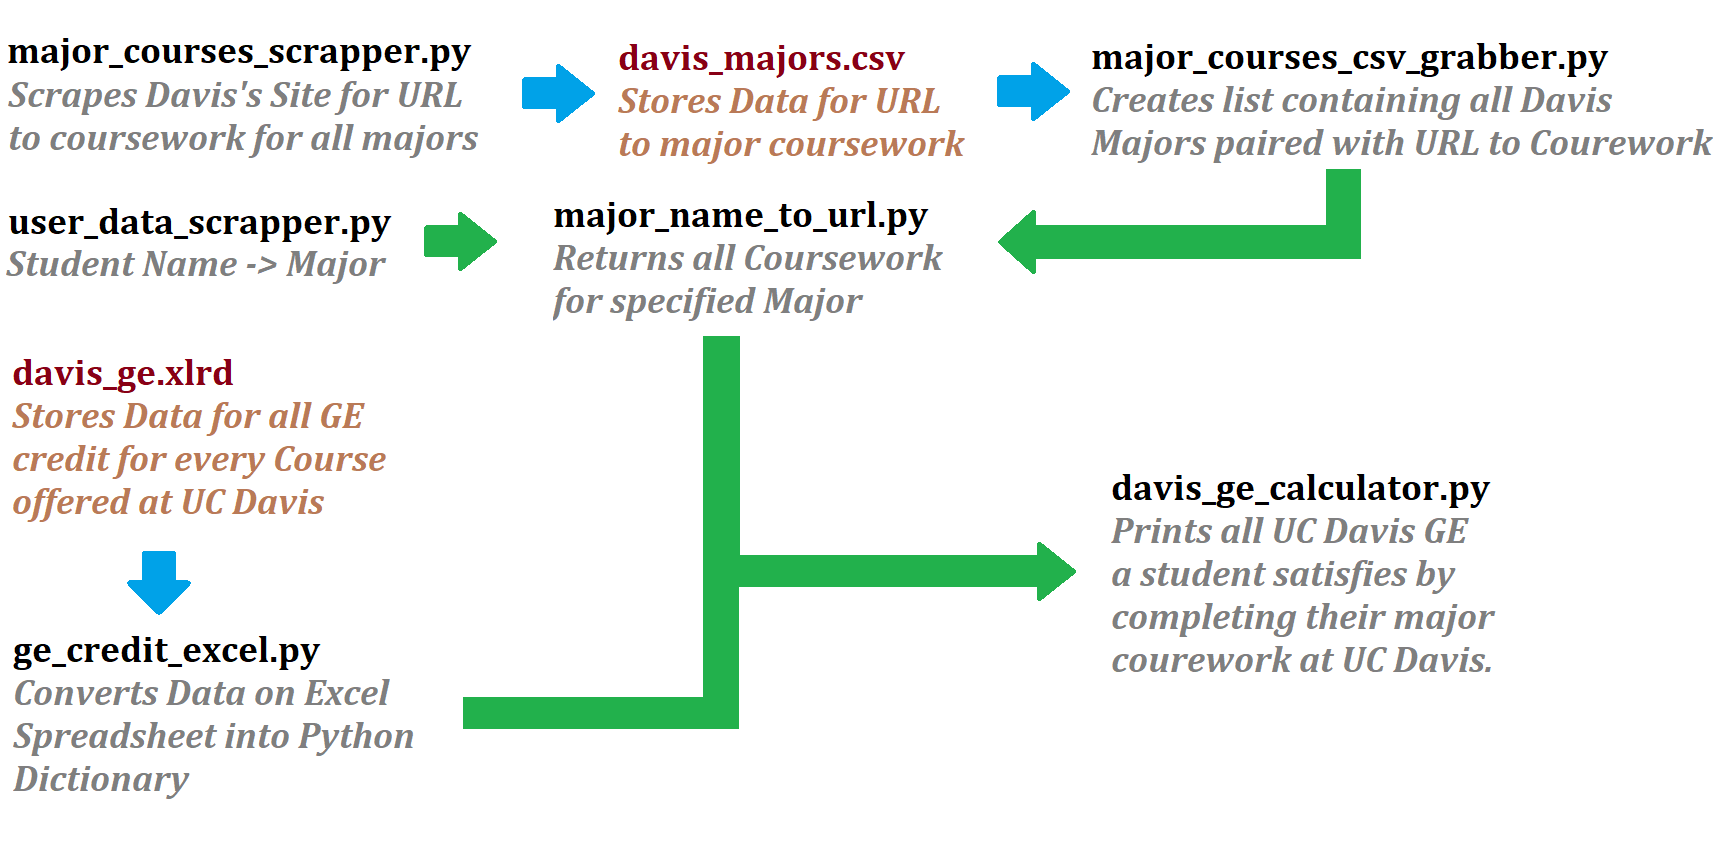 major_courses_scrapper.py
Scrapes Davis's Site for URL
to coursework for all majors
davis_majors.csv
Stores Data for URL
to major coursework
major_courses_csv_grabber.py
Creates list containing all Davis
Majors paired with URL to Courework
user_data_scrapper.py
Student Name -> Major
major_name_to_url.py
Returns all Coursework
for specified Major
davis_ge.xlrd
Stores Data for all GE
credit for every Course
offered at UC Davis
ge_credit_excel.py
Converts Data on Excel
Spreadsheet into Python
Dictionary
davis_ge_calculator.py
Prints all UC Davis GE
a student satisfies by
completing their major
courework at UC Davis.